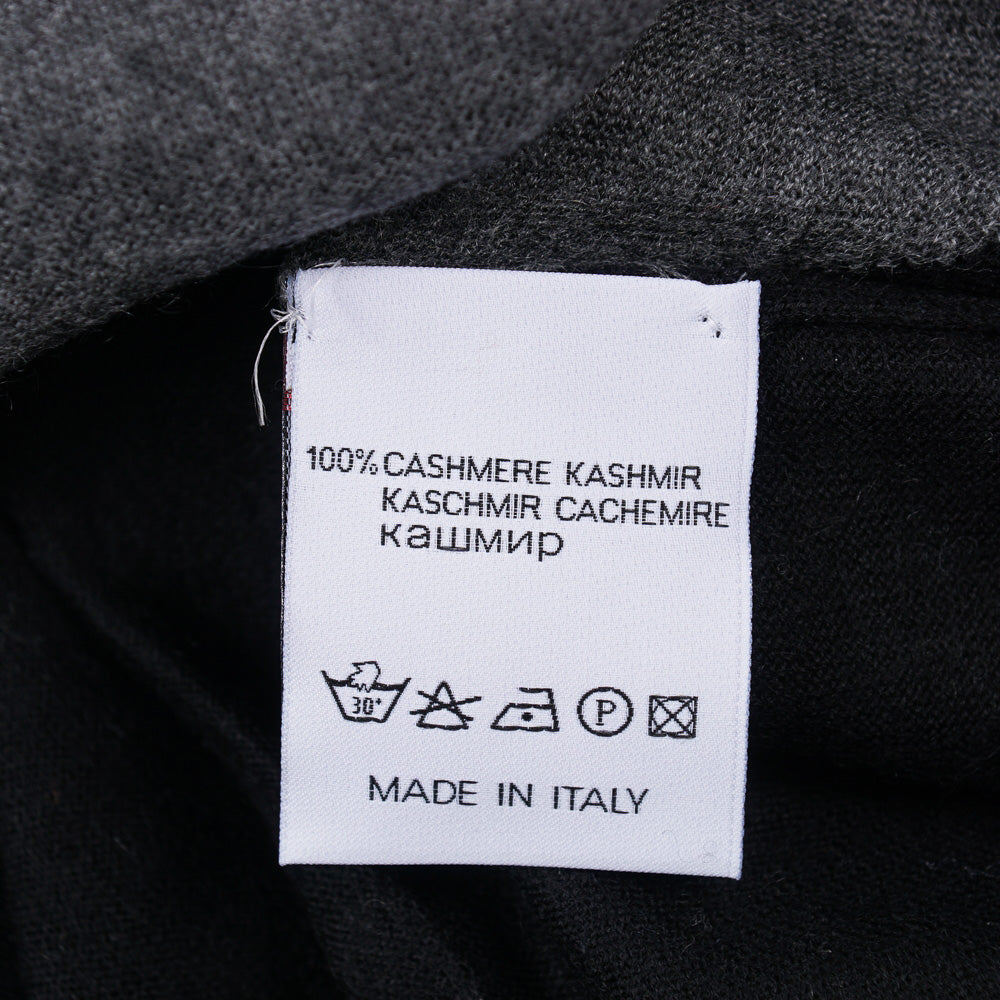 100% CASHMERE KASHMIR
KASCHMIR CACHEMIRE
кашмир
30°
P
MADE IN ITALY